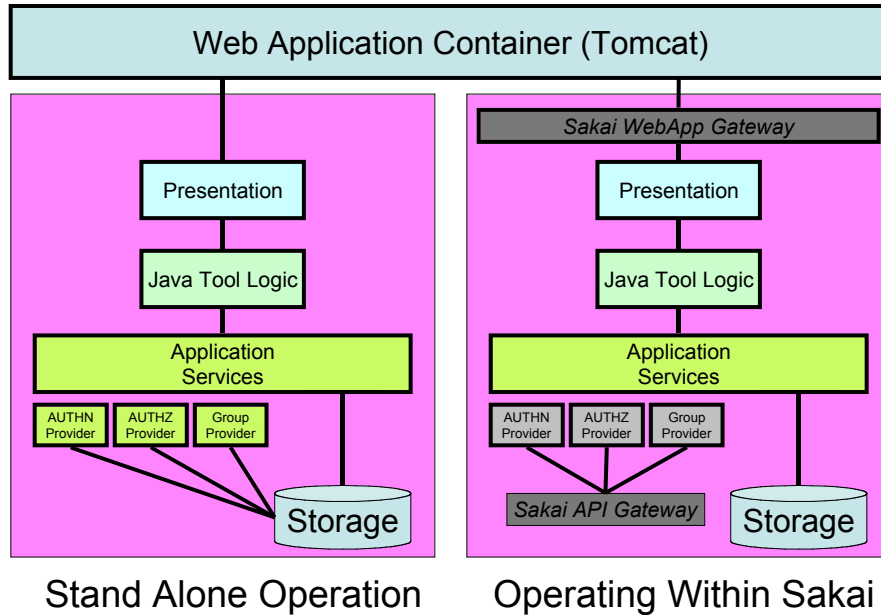 Web Application Container (Tomcat)
Presentation
Java Tool Logic
Application
Services
AUTHN
Provider
AUTHZ
Provider
Group
Provider
Storage
Stand Alone Operation
Sakai WebApp Gateway
Presentation
Java Tool Logic
Application
Services
AUTHN
Provider
AUTHZ
Provider
Group
Provider
Sakai API Gateway
Storage
Operating Within Sakai